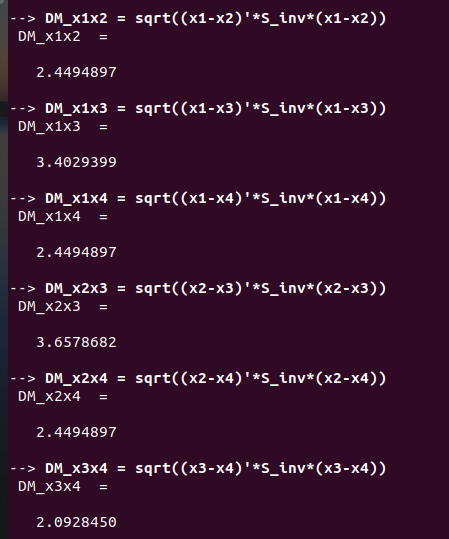 --> DM_x1x2 = sqrt((x1-x2)'*S_inv*(x1-x2))
DM_x1x2  =
2.4494897
--> DM_x1x3 = sqrt((x1-x3)'*S_inv*(x1-x3))
DM_x1x3  =
3.4029399
--> DM_x1x4 = sqrt((x1-x4)'*S_inv*(x1-x4))
DM_x1x4  =
2.4494897
--> DM_x2x3 = sqrt((x2-x3)'*S_inv*(x2-x3))
DM_x2x3  =
3.6578682
--> DM_x2x4 = sqrt((x2-x4)'*S_inv*(x2-x4))
DM_x2x4  =
2.4494897
--> DM_x3x4 = sqrt((x3-x4)'*S_inv*(x3-x4))
DM_x3x4  =
2.0928450